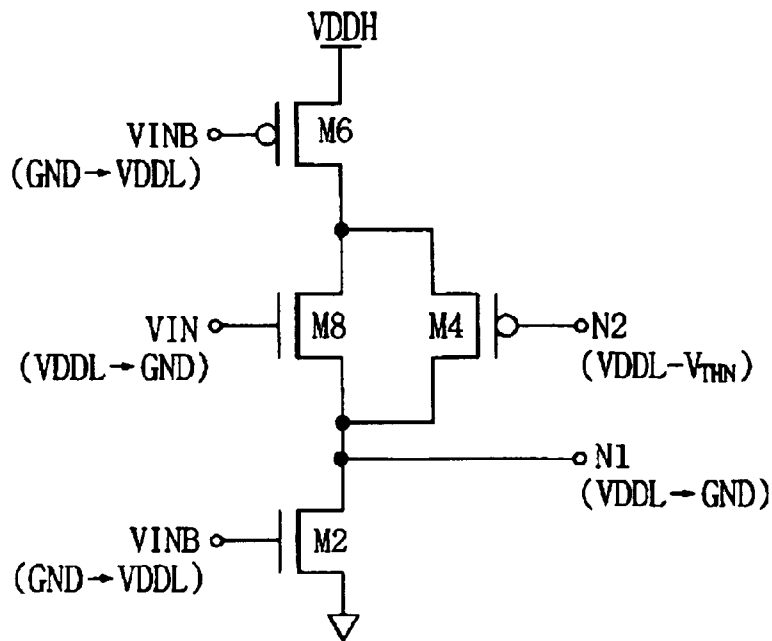 VDDH
VINB
M6
(GND→VDDL)
VIN
M8
M4
N2
(VDDL→GND)
(VDDL-VTHN)
N1
(VDDL→GND)
VINB
M2
(GND→VDDL)